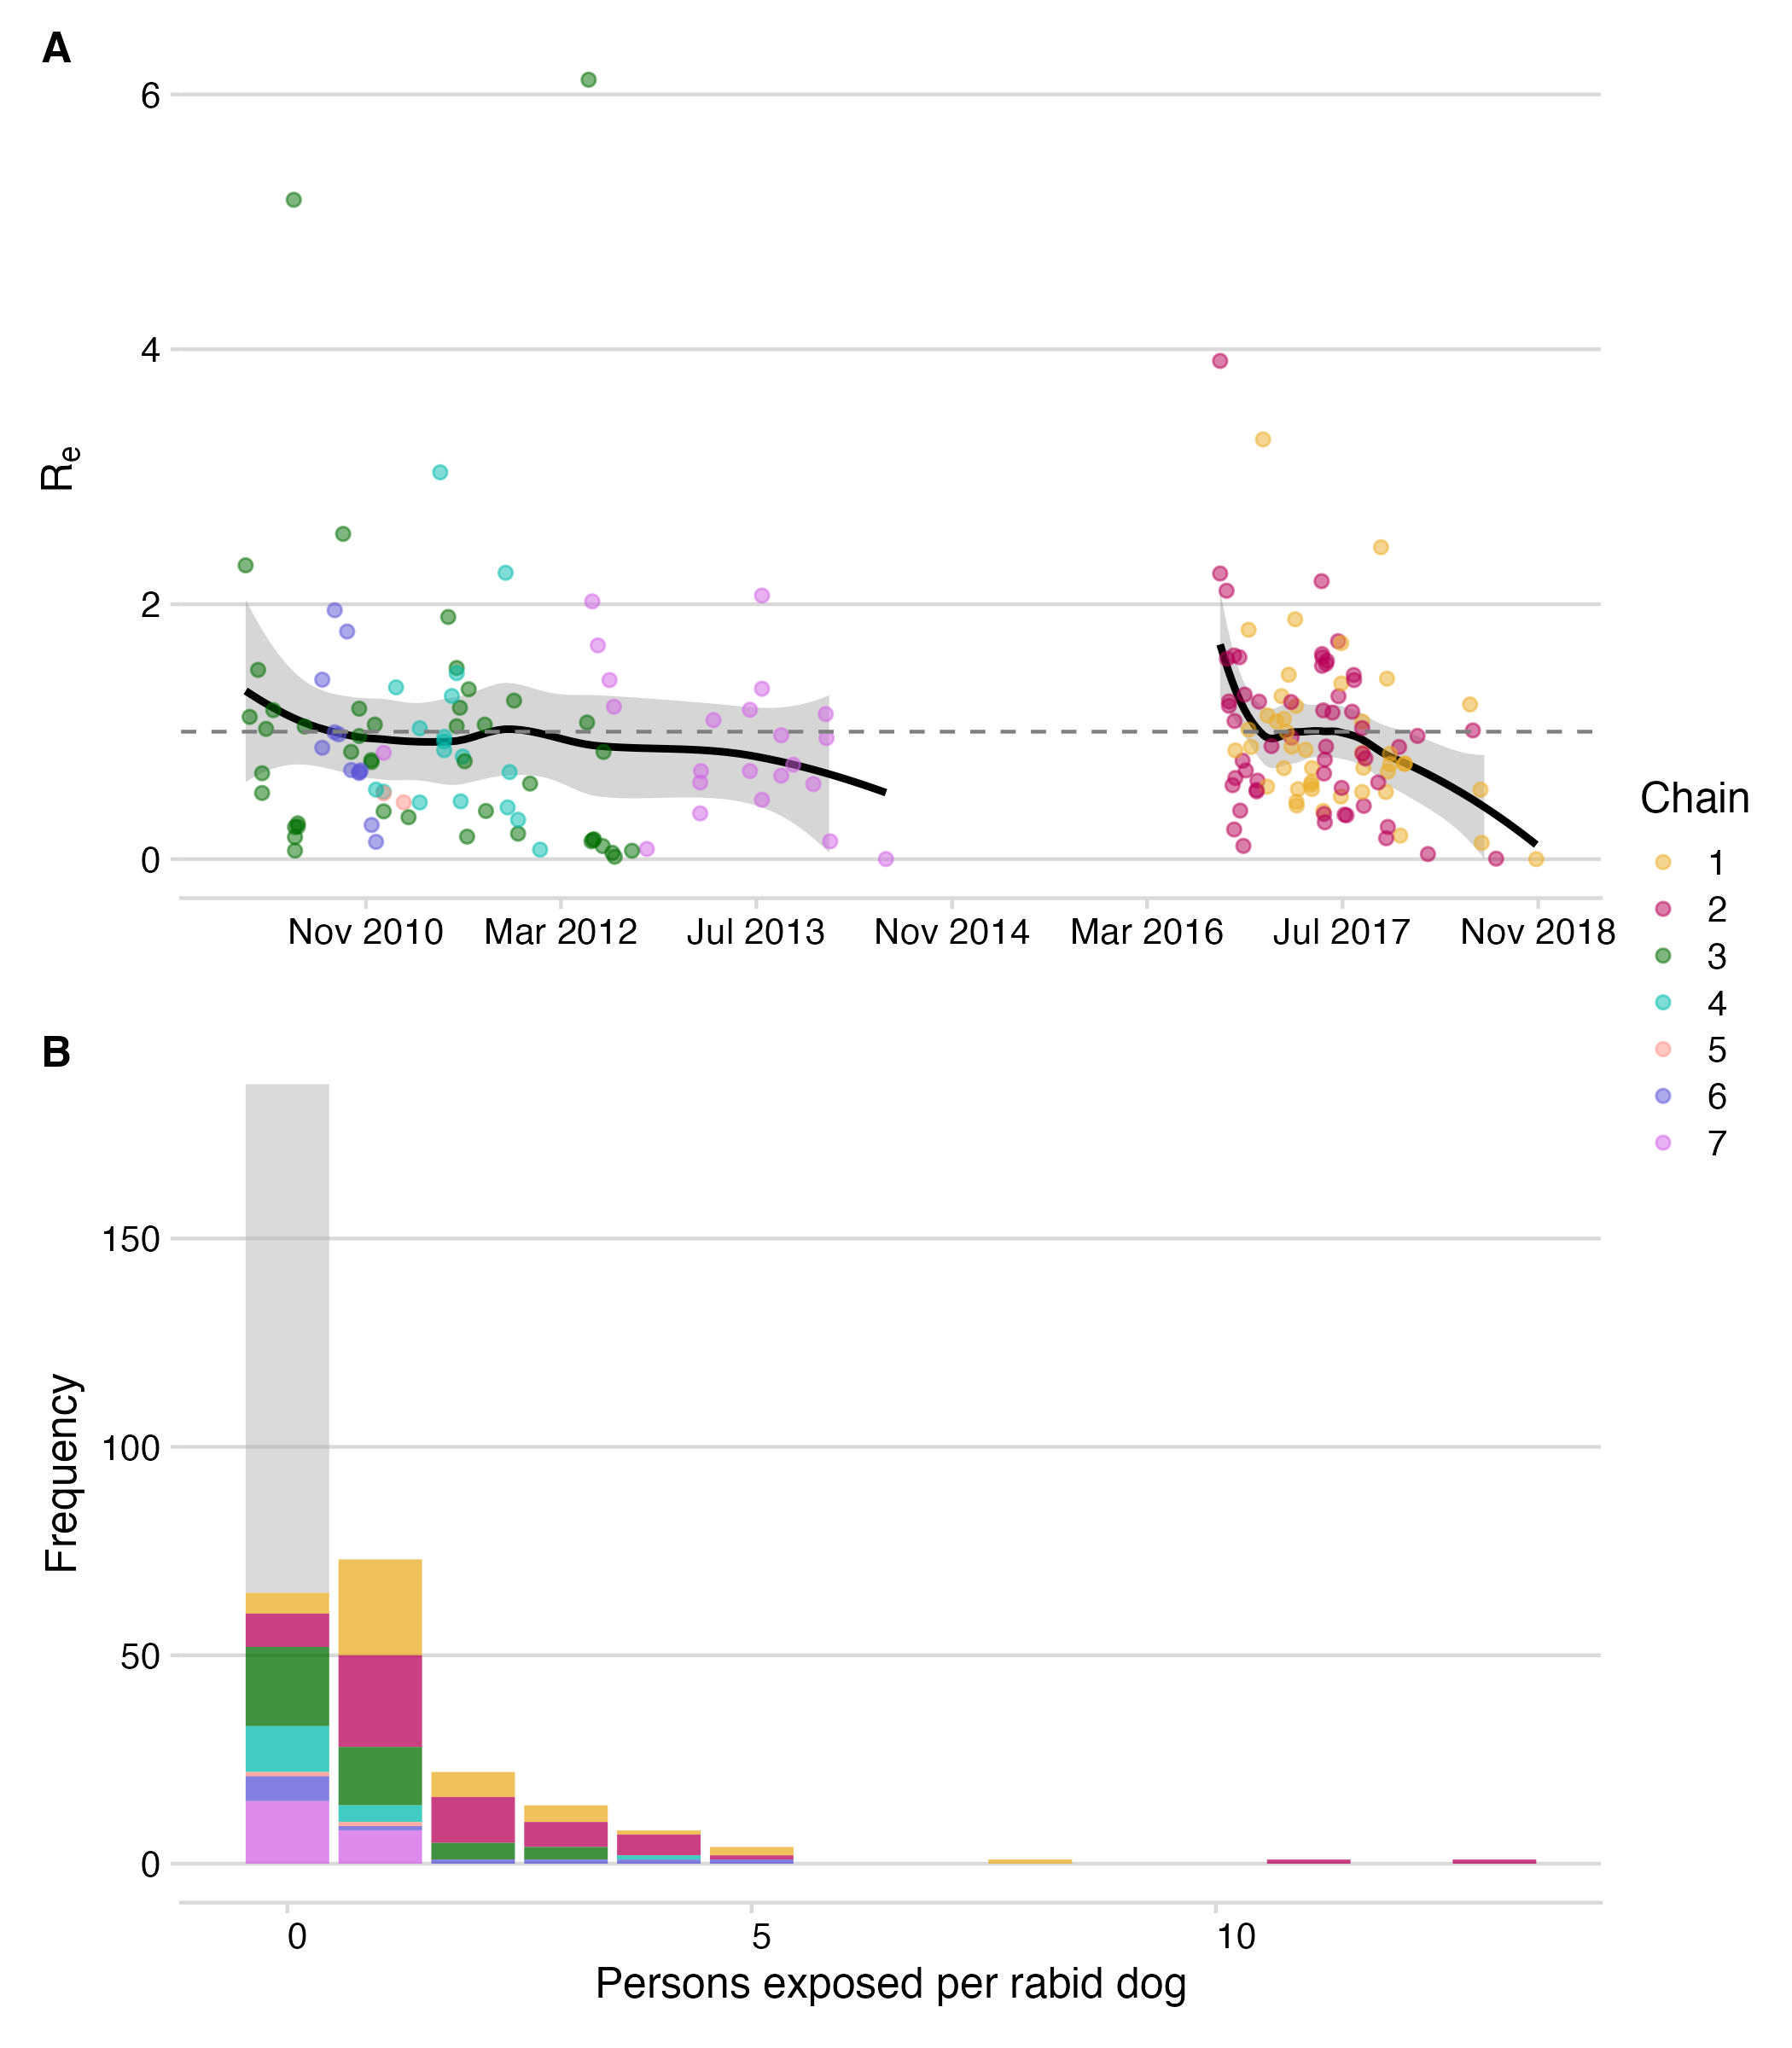 A
6
4
2
0
Re
Nov 2010 Mar 2012 Jul 2013 Nov 2014 Mar 2016 Jul 2017 Nov 2018
Chain
1
2
3
4
5
6
7
B
150
100
50
0
Frequency
0 5 10
Persons exposed per rabid dog